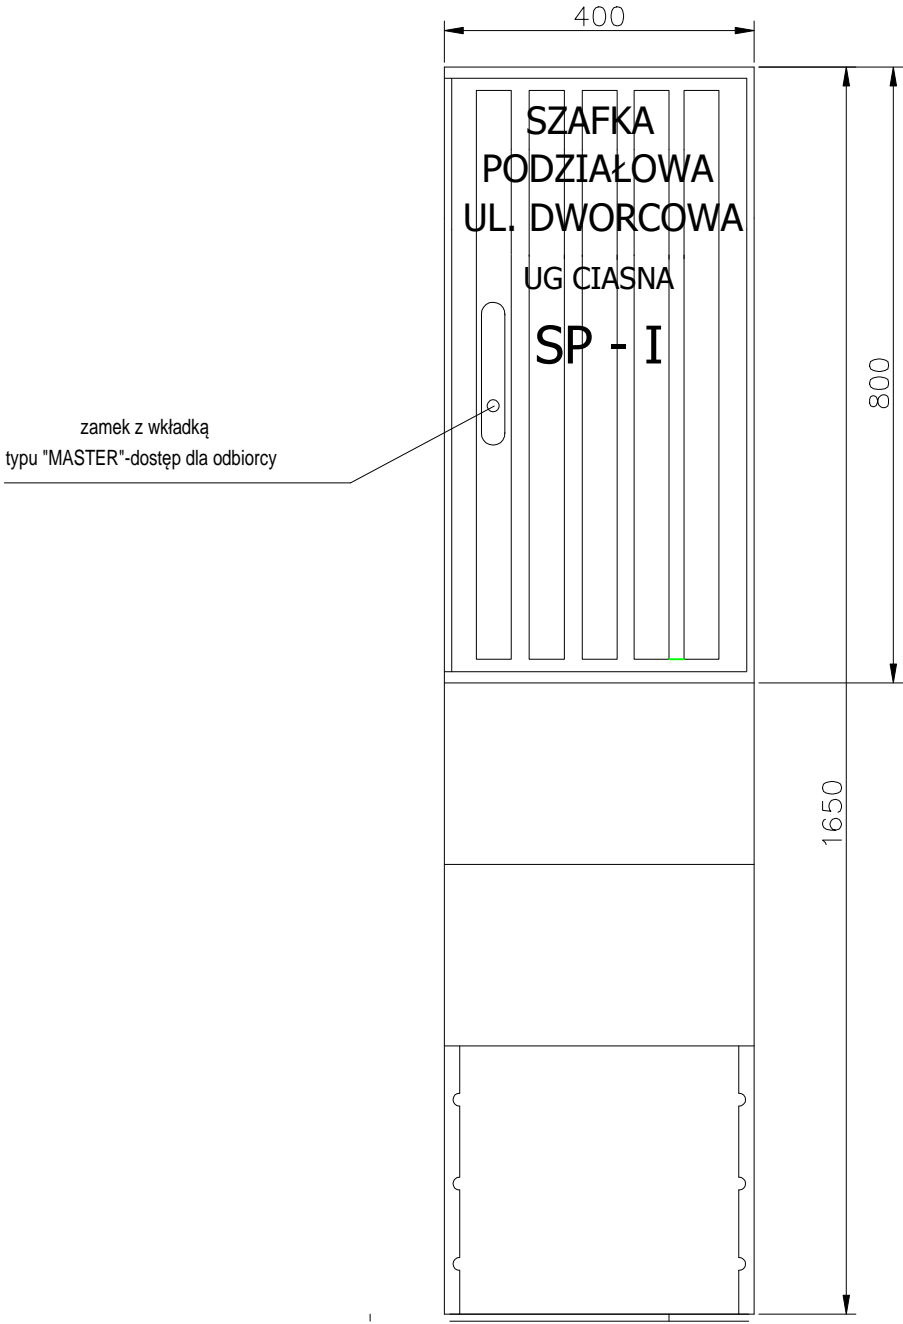 400
SZAFKA
PODZIAŁOWA
UL. DWORCOWA
UG CIASNA
SP - I
800
zamek z wkładką
typu "MASTER"-dostęp dla odbiorcy
1650